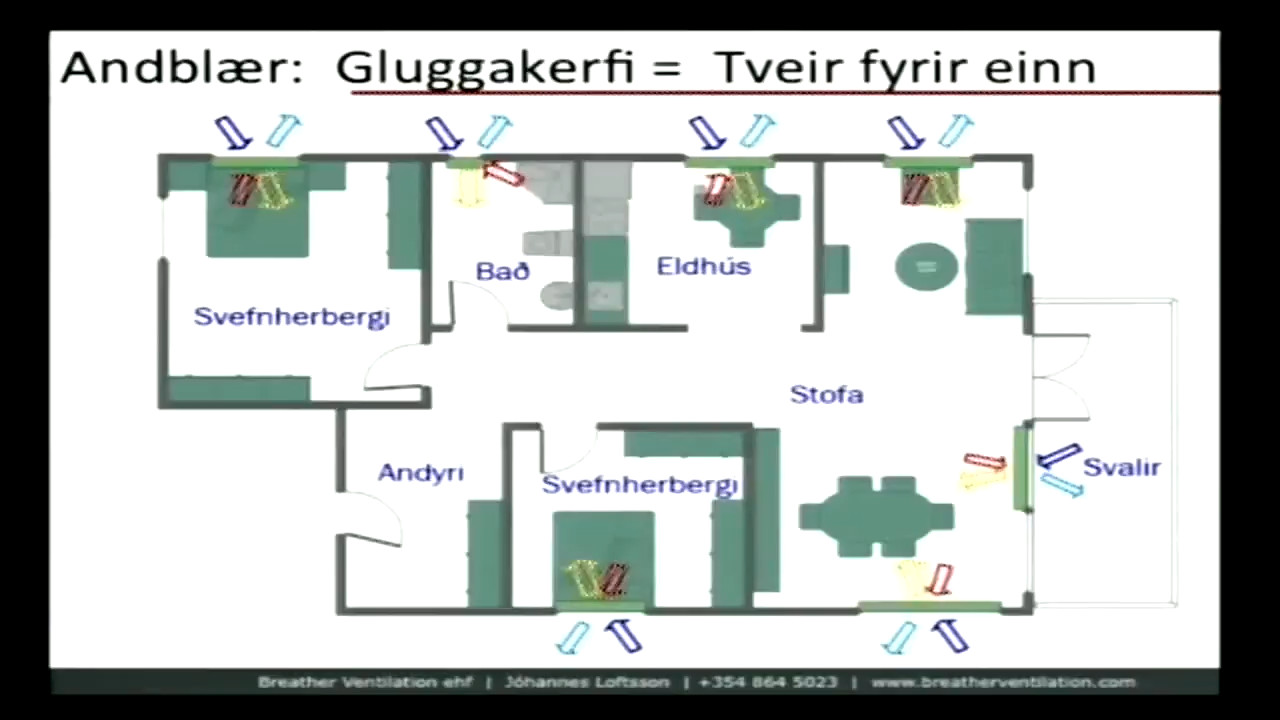 Andblær: Gluggakerfi = Tveir fyrir einn
Bað
Eldhús
Svefnherbergi
Stofa
Andyri
Svefnherbergi
Svalir
Breather Ventilation ehf | Jóhannes Loftsson | +354 864 5023 | www.breatherventilation.com